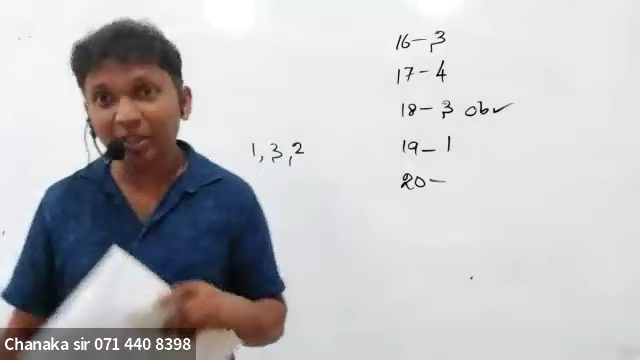 16 - 3
17 - 4
18 - 3 obv
19 - 1
20 -
1, 3, 2
Chanaka sir 071 440 8398